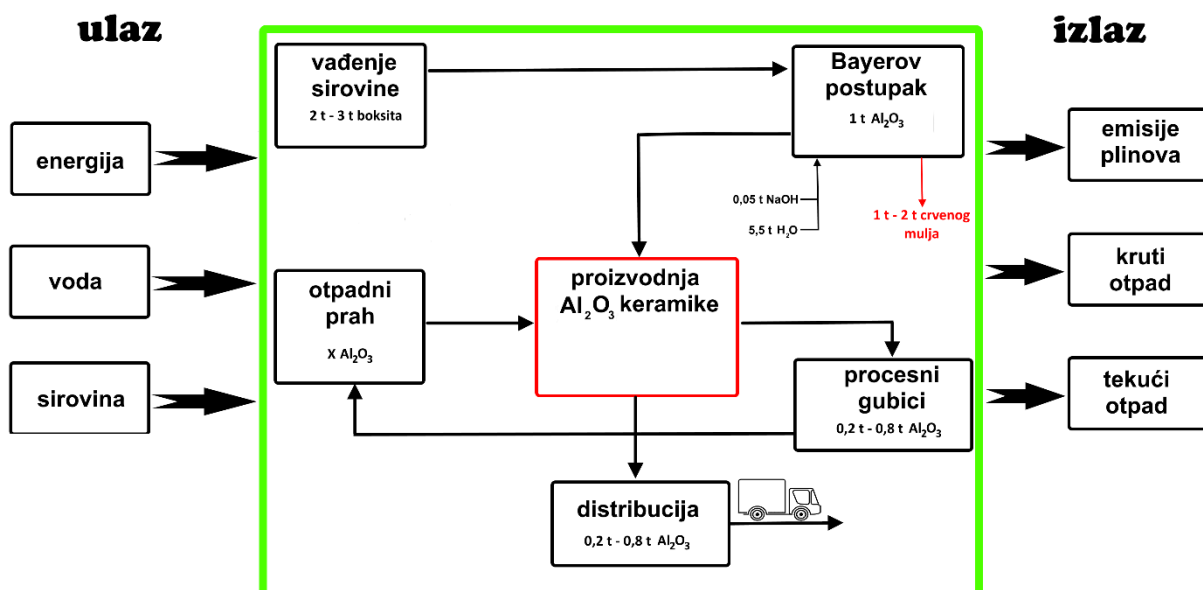 ulaz
izlaz
energija
voda
sirovina
vađenje
sirovine
2 t - 3 t boksita
Bayerov
postupak
1 t Al₂O₃
0,05 t NaOH
5,5 t H₂O
1 t - 2 t crvenog
mulja
otpadni
prah
X Al₂O₃
proizvodnja
Al₂O₃ keramike
procesni
gubici
0,2 t - 0,8 t Al₂O₃
distribucija
0,2 t - 0,8 t Al₂O₃
emisije
plinova
kruti
otpad
tekući
otpad